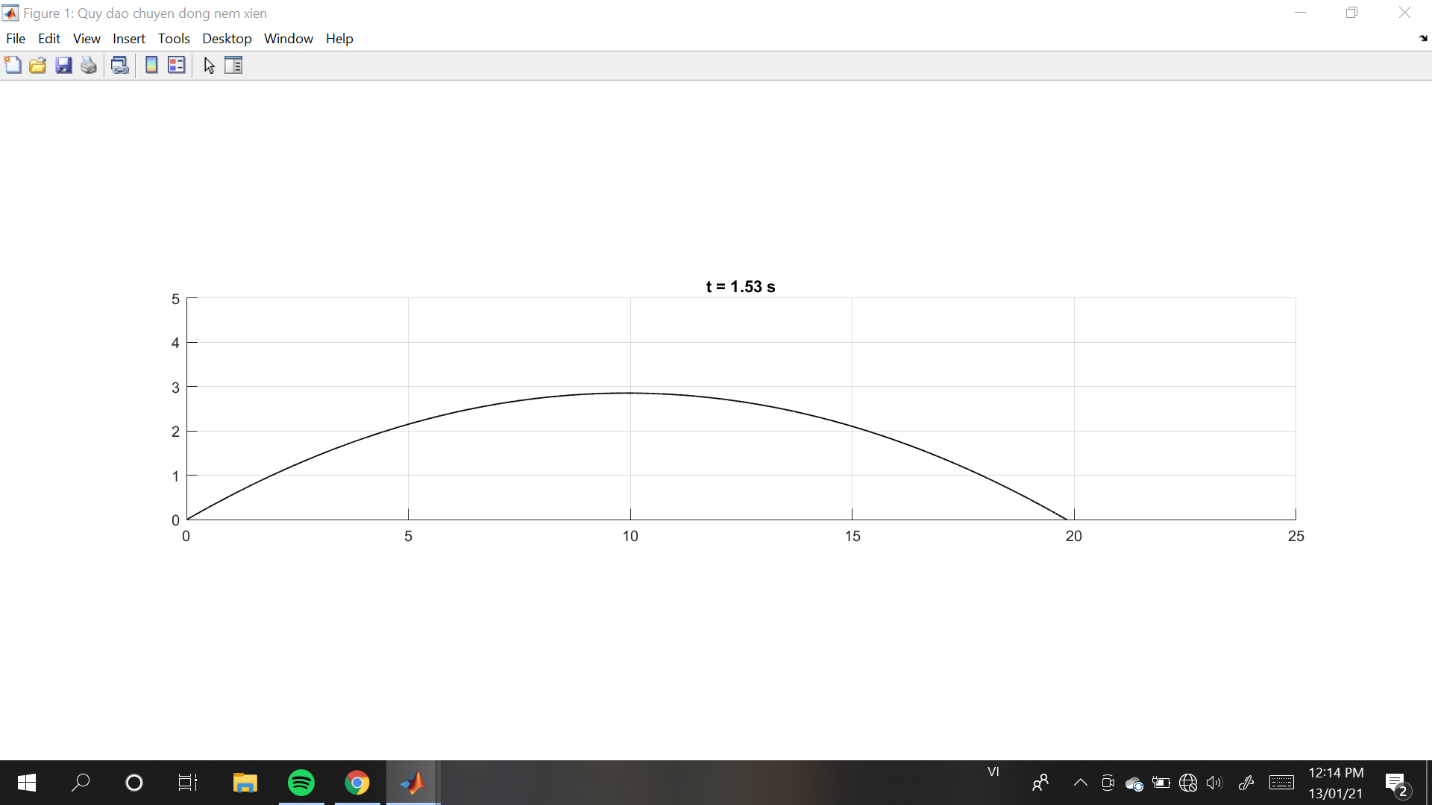 Figure 1: Quy dao chuyen dong nem xien
File Edit View Insert Tools Desktop Window Help
t = 1.53 s
5
4
3
2
1
0
0 5 10 15 20 25
VI
12:14 PM
13/01/21
2